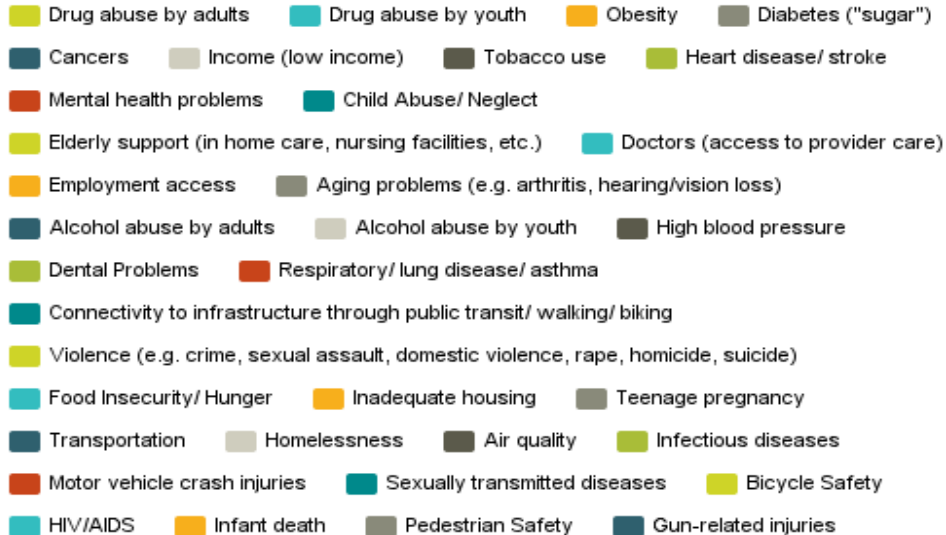 Drug abuse by adults Drug abuse by youth Obesity Diabetes ("sugar")
Cancers Income (low income) Tobacco use Heart disease/ stroke
Mental health problems Child Abuse/ Neglect
Elderly support (in home care, nursing facilities, etc.) Doctors (access to provider care)
Employment access Aging problems (e.g. arthritis, hearing/vision loss)
Alcohol abuse by adults Alcohol abuse by youth High blood pressure
Dental Problems Respiratory/ lung disease/ asthma
Connectivity to infrastructure through public transit/ walking/ biking
Violence (e.g. crime, sexual assault, domestic violence, rape, homicide, suicide)
Food Insecurity/ Hunger Inadequate housing Teenage pregnancy
Transportation Homelessness Air quality Infectious diseases
Motor vehicle crash injuries Sexually transmitted diseases Bicycle Safety
HIV/AIDS Infant death Pedestrian Safety Gun-related injuries